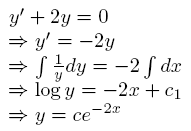 y′ + 2y = 0
⇒ y′ = −2y
⇒ ∫ 1/y dy = −2 ∫ dx
⇒ log y = −2x + c₁
⇒ y = ce⁻²ˣ